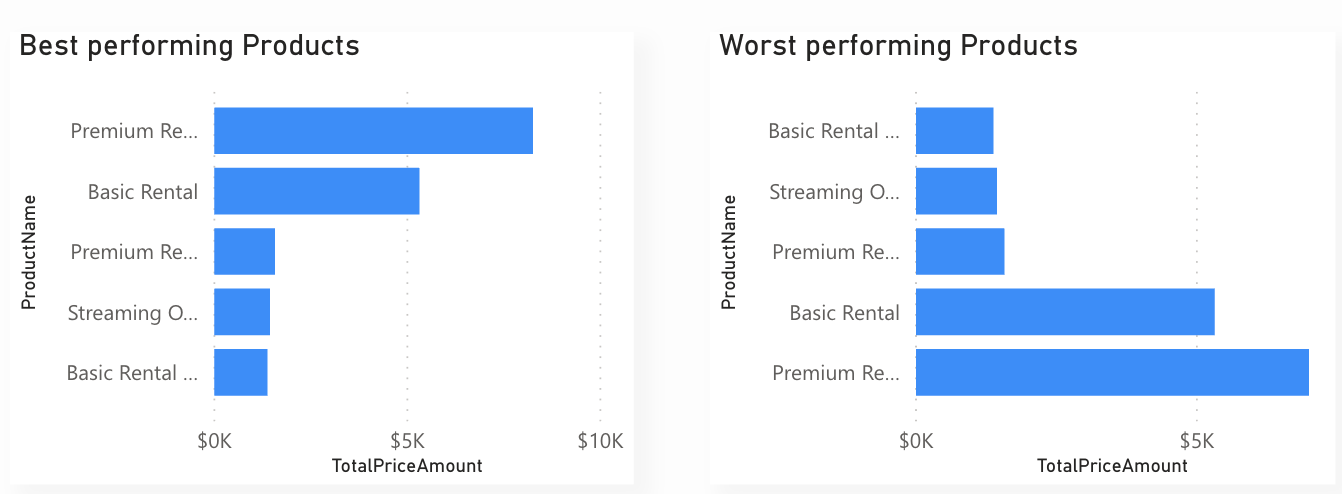 Best performing Products
ProductName
Premium Re...
Basic Rental
Premium Re...
Streaming O...
Basic Rental ...
$0K $5K $10K
TotalPriceAmount
Worst performing Products
ProductName
Basic Rental ...
Streaming O...
Premium Re...
Basic Rental
Premium Re...
$0K $5K
TotalPriceAmount